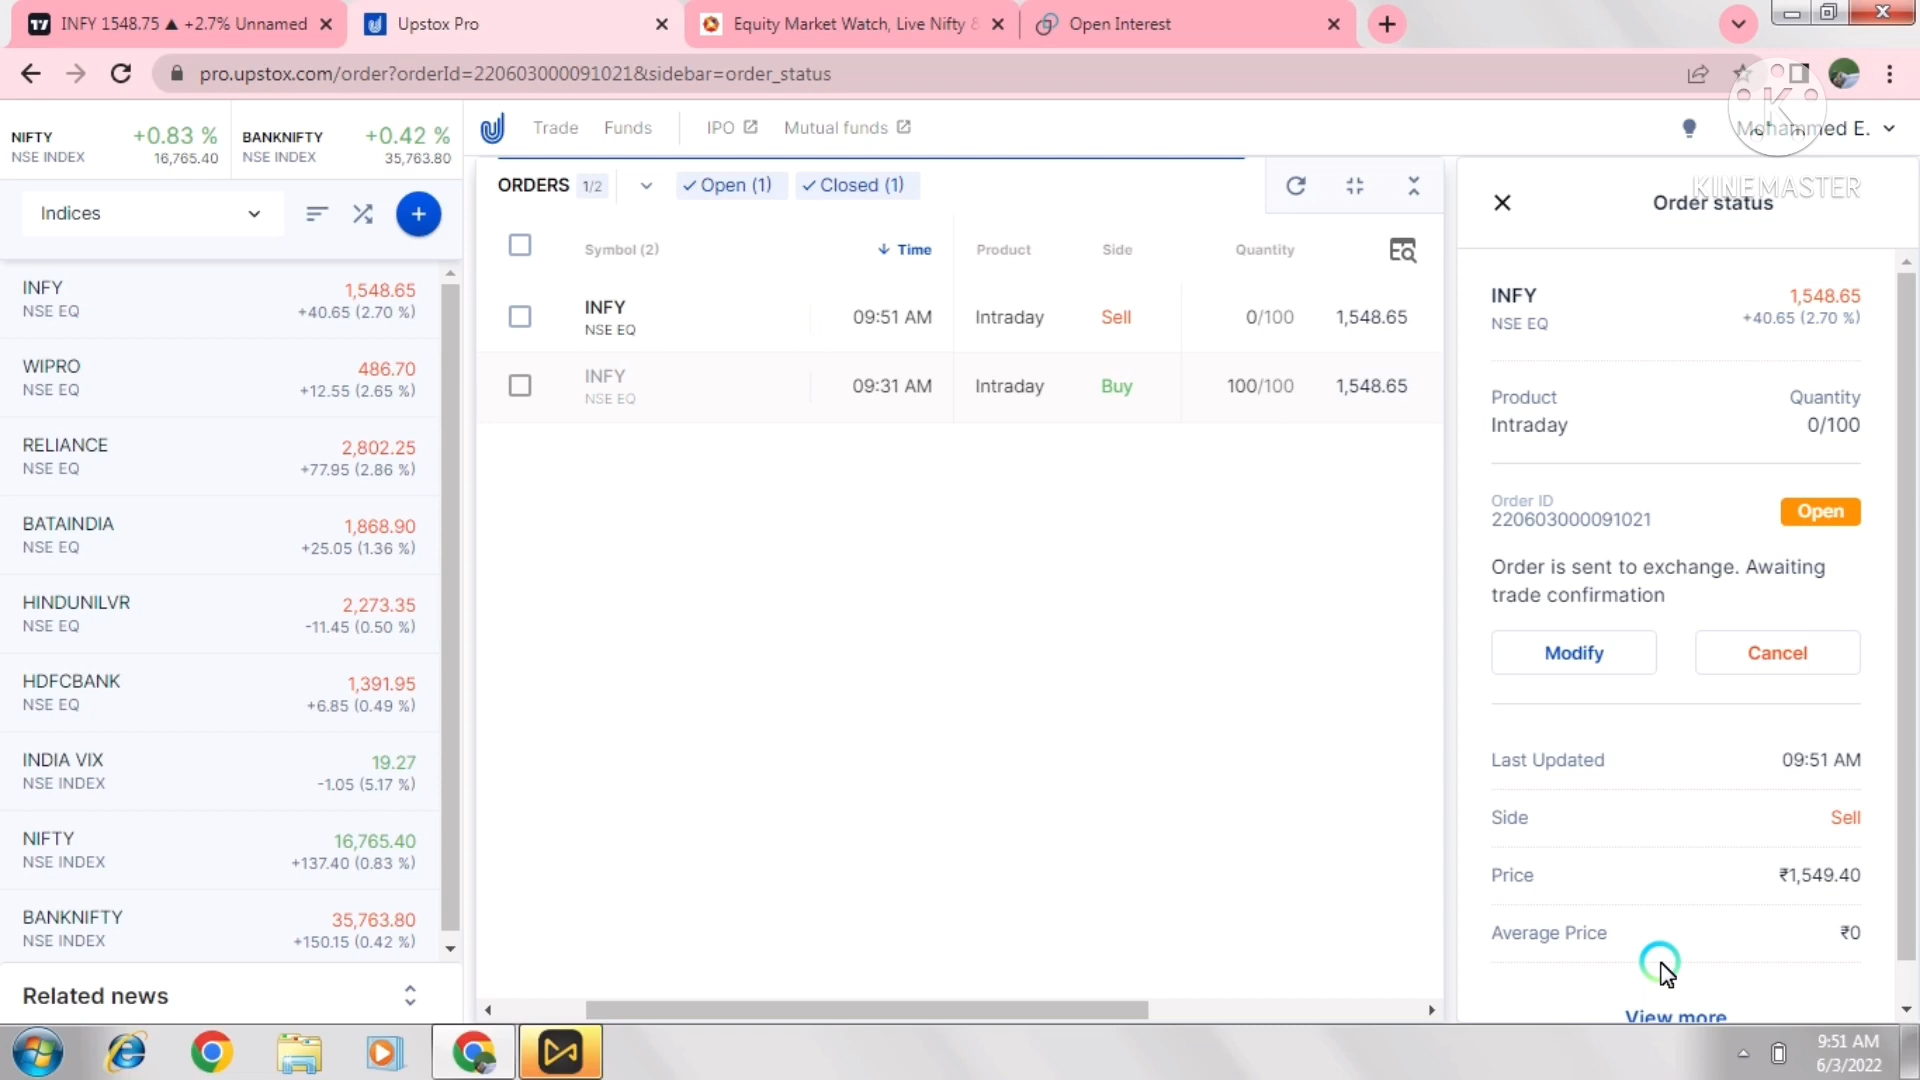 INFY 1548.75 ▲ +2.7% Unnamed
Upstox Pro
Equity Market Watch, Live Nifty
Open Interest
pro.upstox.com/order?orderId=220603000091021&sidebar=order_status
NIFTY +0.83 %
NSE INDEX 16,765.40
BANKNIFTY +0.42 %
NSE INDEX 35,763.80
Trade Funds IPO Mutual funds
Mohammed E.
KINEMASTER
Indices
INFY 1,548.65
NSE EQ +40.65 (2.70 %)
WIPRO 486.70
NSE EQ +12.55 (2.65 %)
RELIANCE 2,802.25
NSE EQ +77.95 (2.86 %)
BATAINDIA 1,868.90
NSE EQ +25.05 (1.36 %)
HINDUNILVR 2,273.35
NSE EQ -11.45 (0.50 %)
HDFCBANK 1,391.95
NSE EQ +6.85 (0.49 %)
INDIA VIX 19.27
NSE INDEX -1.05 (5.17 %)
NIFTY 16,765.40
NSE INDEX +137.40 (0.83 %)
BANKNIFTY 35,763.80
NSE INDEX +150.15 (0.42 %)
Related news
ORDERS 1/2 Open (1) Closed (1)
Symbol (2) Time Product Side Quantity
INFY 09:51 AM Intraday Sell 0/100 1,548.65
NSE EQ
INFY 09:31 AM Intraday Buy 100/100 1,548.65
NSE EQ
Order status
INFY 1,548.65
NSE EQ +40.65 (2.70 %)
Product Quantity
Intraday 0/100
Order ID
220603000091021 Open
Order is sent to exchange. Awaiting
trade confirmation
Modify Cancel
Last Updated 09:51 AM
Side Sell
Price ₹1,549.40
Average Price ₹0
View more
9:51 AM
6/3/2022